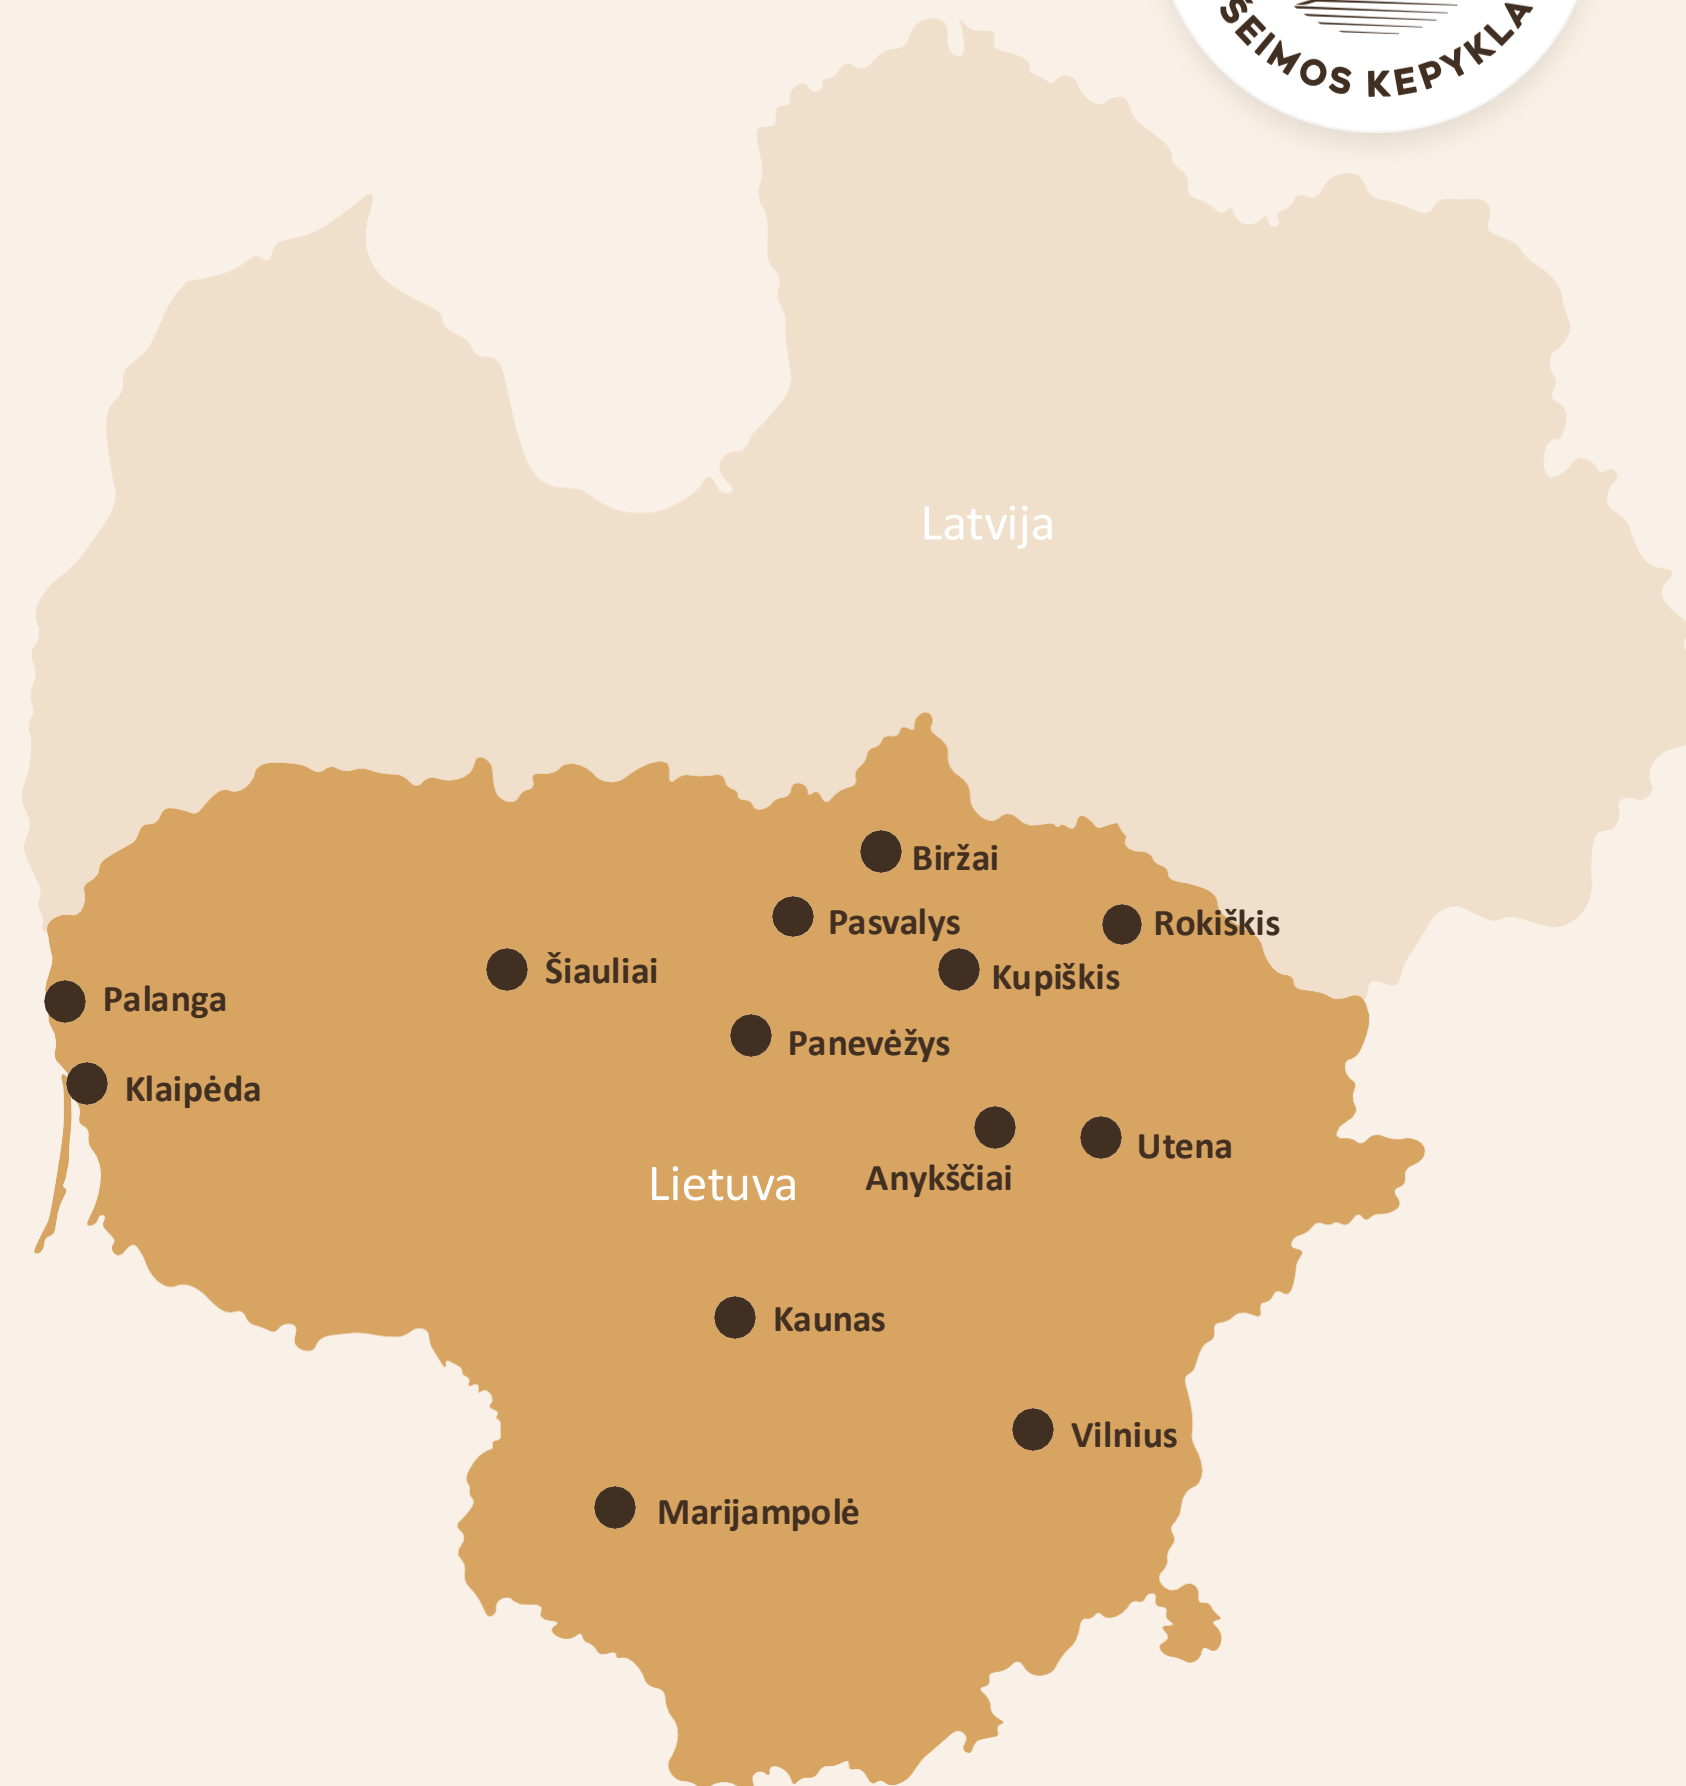 ŠEIMOS KEPYKLA
Latvija
Biržai
Pasvalys
Rokiškis
Šiauliai
Kupiškis
Palanga
Panevėžys
Klaipėda
Utena
Anykščiai
Lietuva
Kaunas
Vilnius
Marijampolė